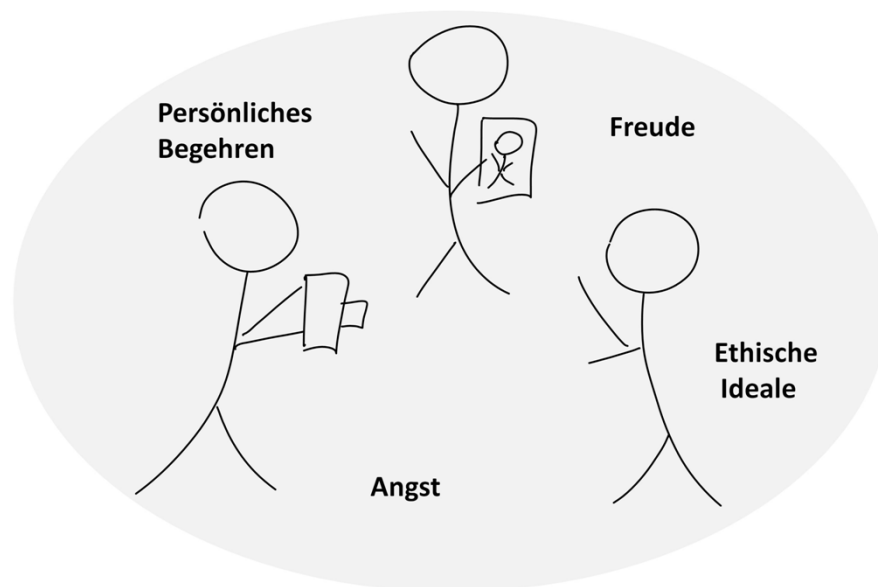 Persönliches
Begehren
Freude
Ethische
Ideale
Angst